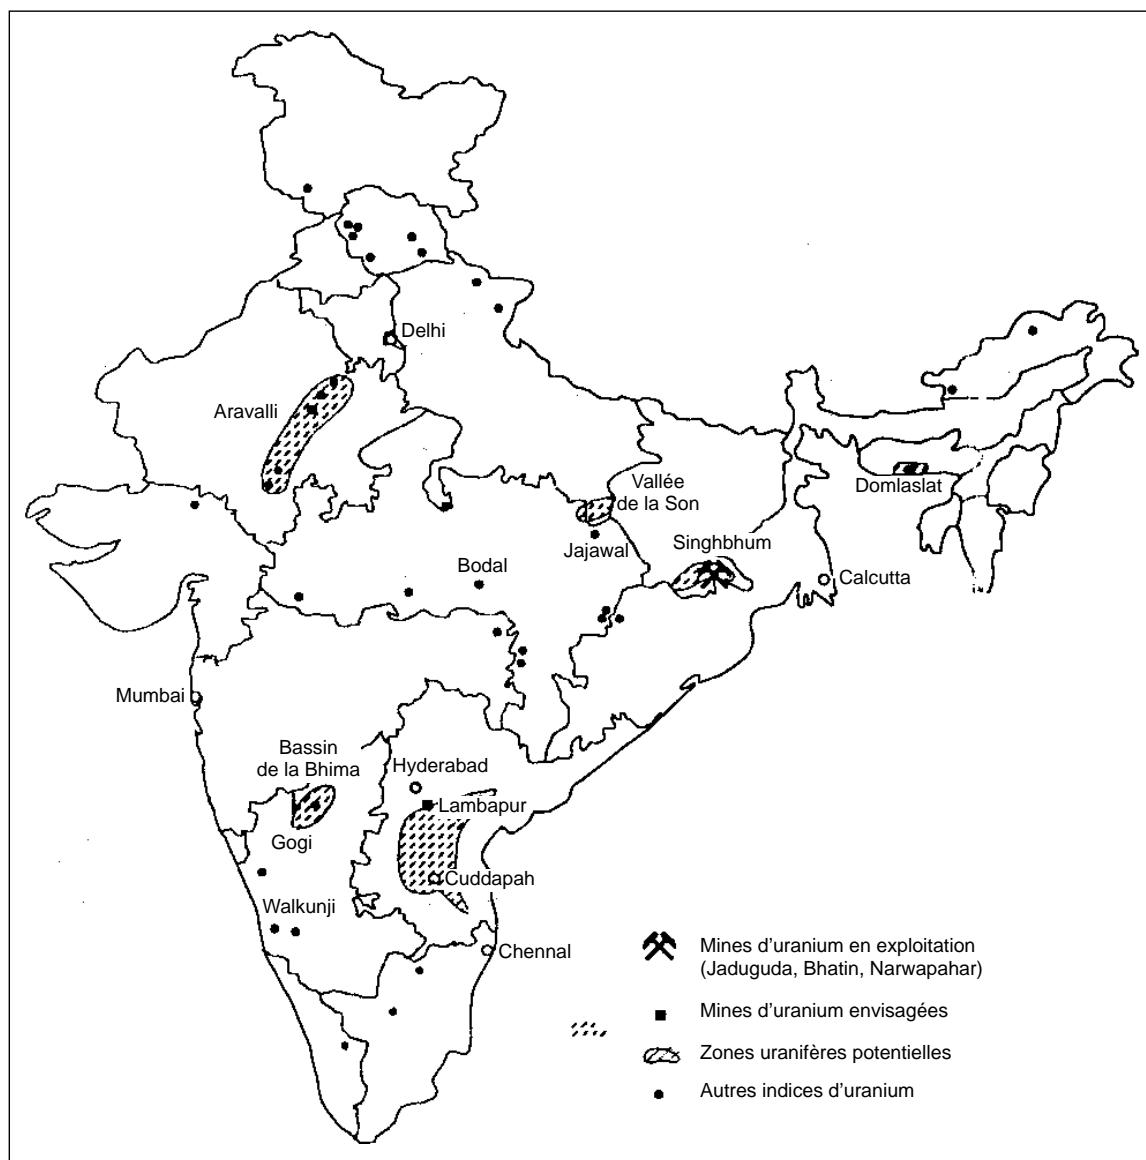 Delhi
Aravalli
Vallée
de la Son
Domlaslat
Jajawal
Singhbhum
Bodal
Calcutta
Mumbai
Bassin
de la Bhima
Hyderabad
Lambapur
Gogi
Cuddapah
Walkunji
Chennal
Mines d'uranium en exploitation
(Jaduguda, Bhatin, Narwapahar)
Mines d'uranium envisagées
Zones uranifères potentielles
Autres indices d'uranium